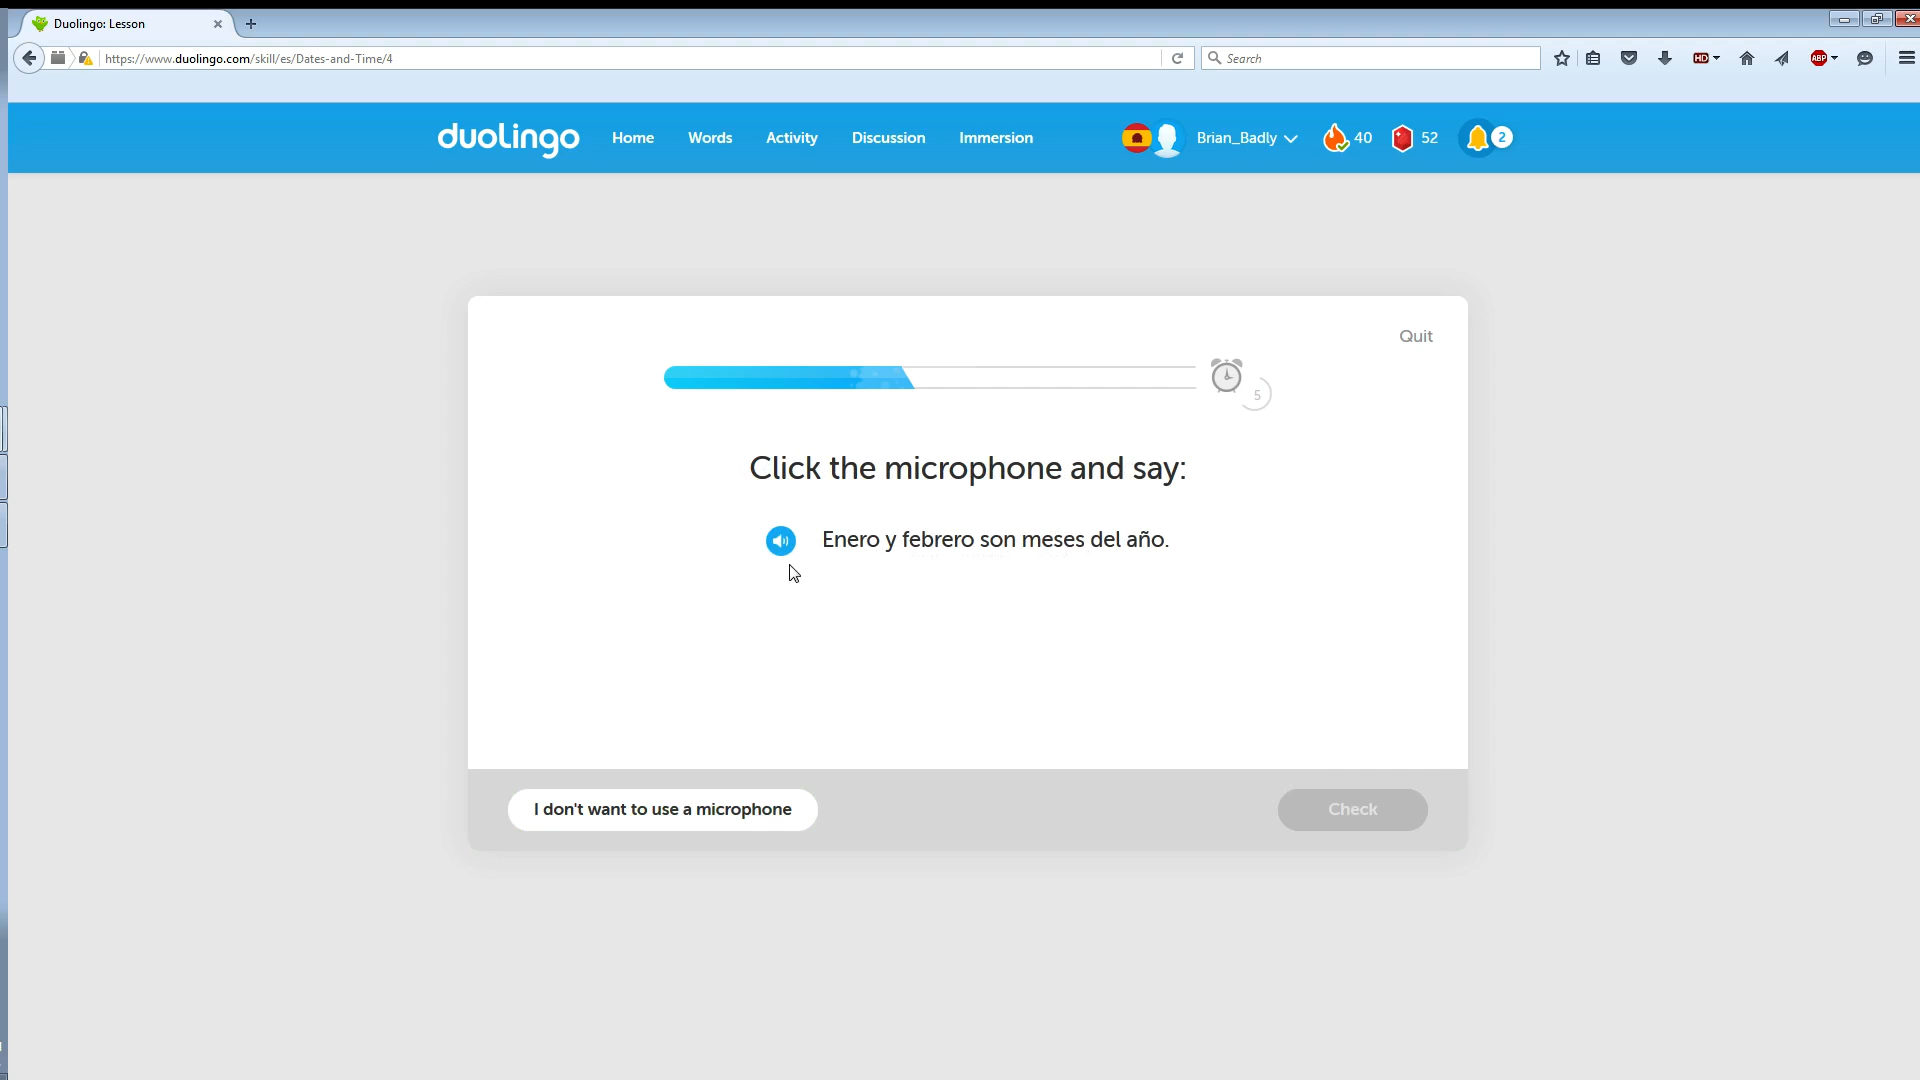 Duolingo: Lesson
https://www.duolingo.com/skill/es/Dates-and-Time/4
Search
HD
ABP
duolingo
Home
Words
Activity
Discussion
Immersion
Brian_Badly
40
52
2
Quit
5
Click the microphone and say:
Enero y febrero son meses del año.
I don't want to use a microphone
Check